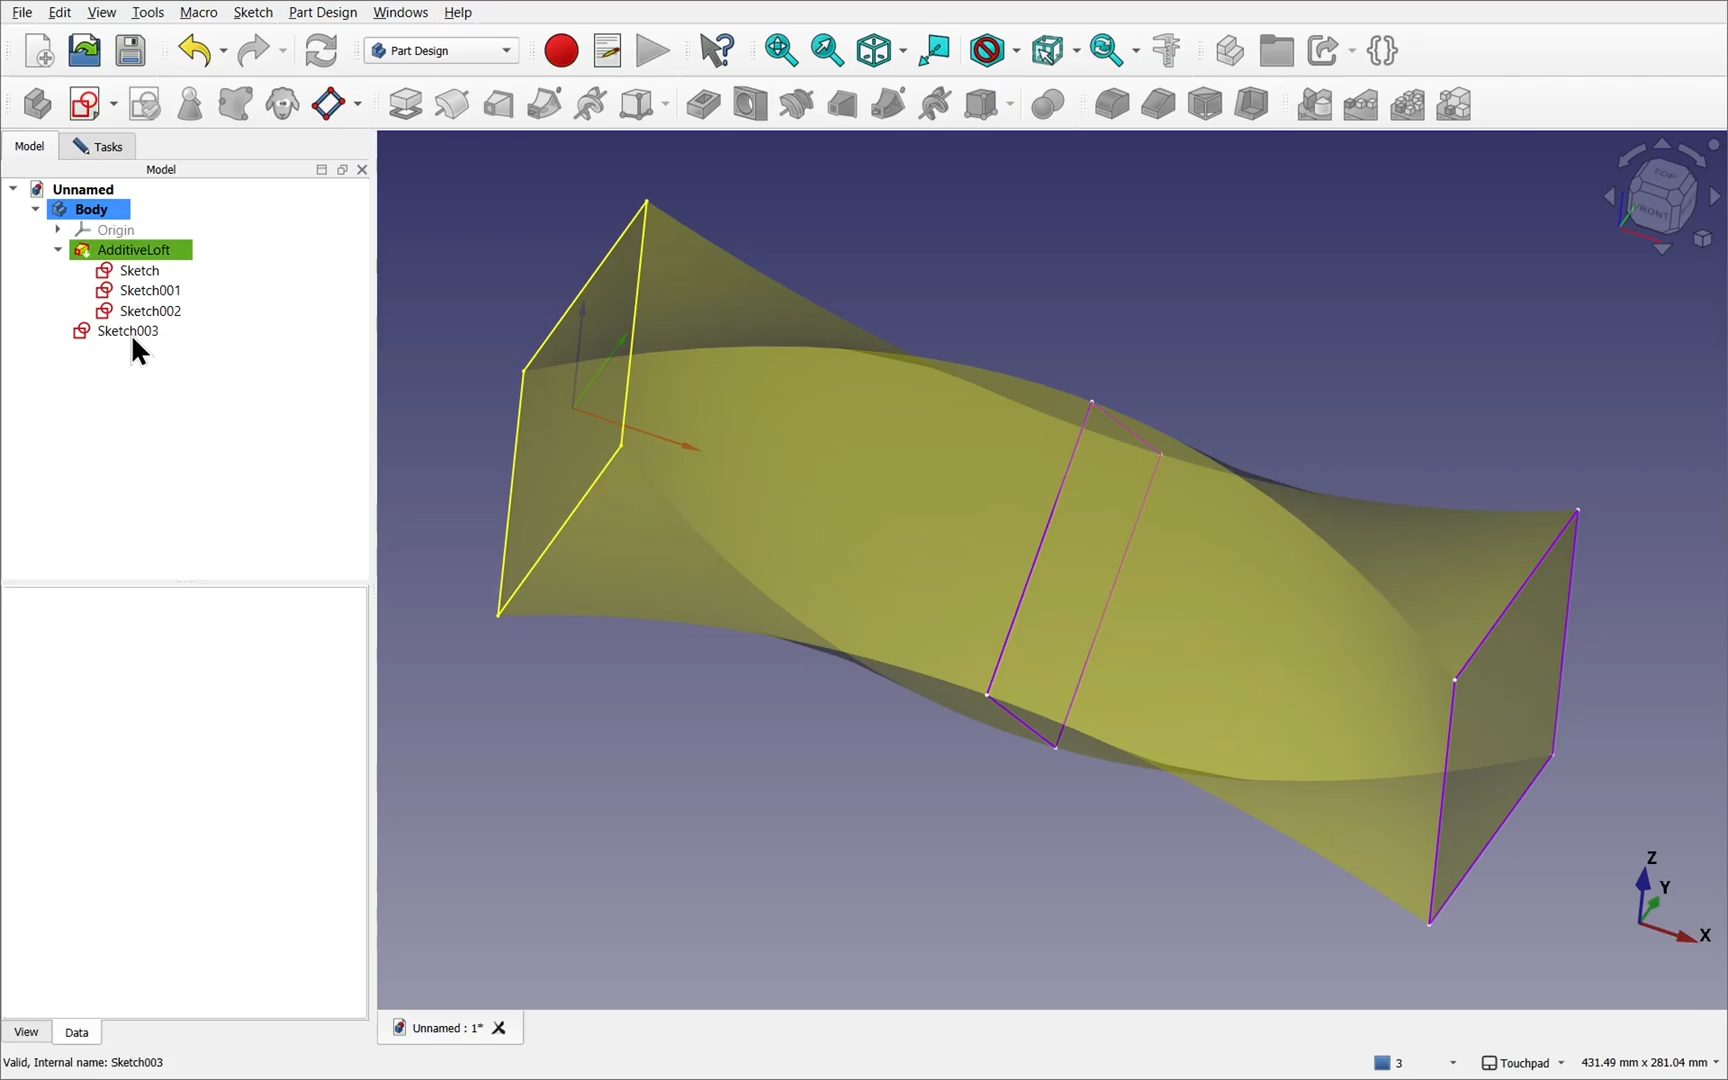 File Edit View Tools Macro Sketch Part Design Windows Help
Part Design
Model Tasks
Model
Unnamed
Body
Origin
AdditiveLoft
Sketch
Sketch001
Sketch002
Sketch003
TOP
FRONT
Z
Y
X
View Data
Unnamed : 1*
Valid, Internal name: Sketch003
3
Touchpad
431.49 mm x 281.04 mm